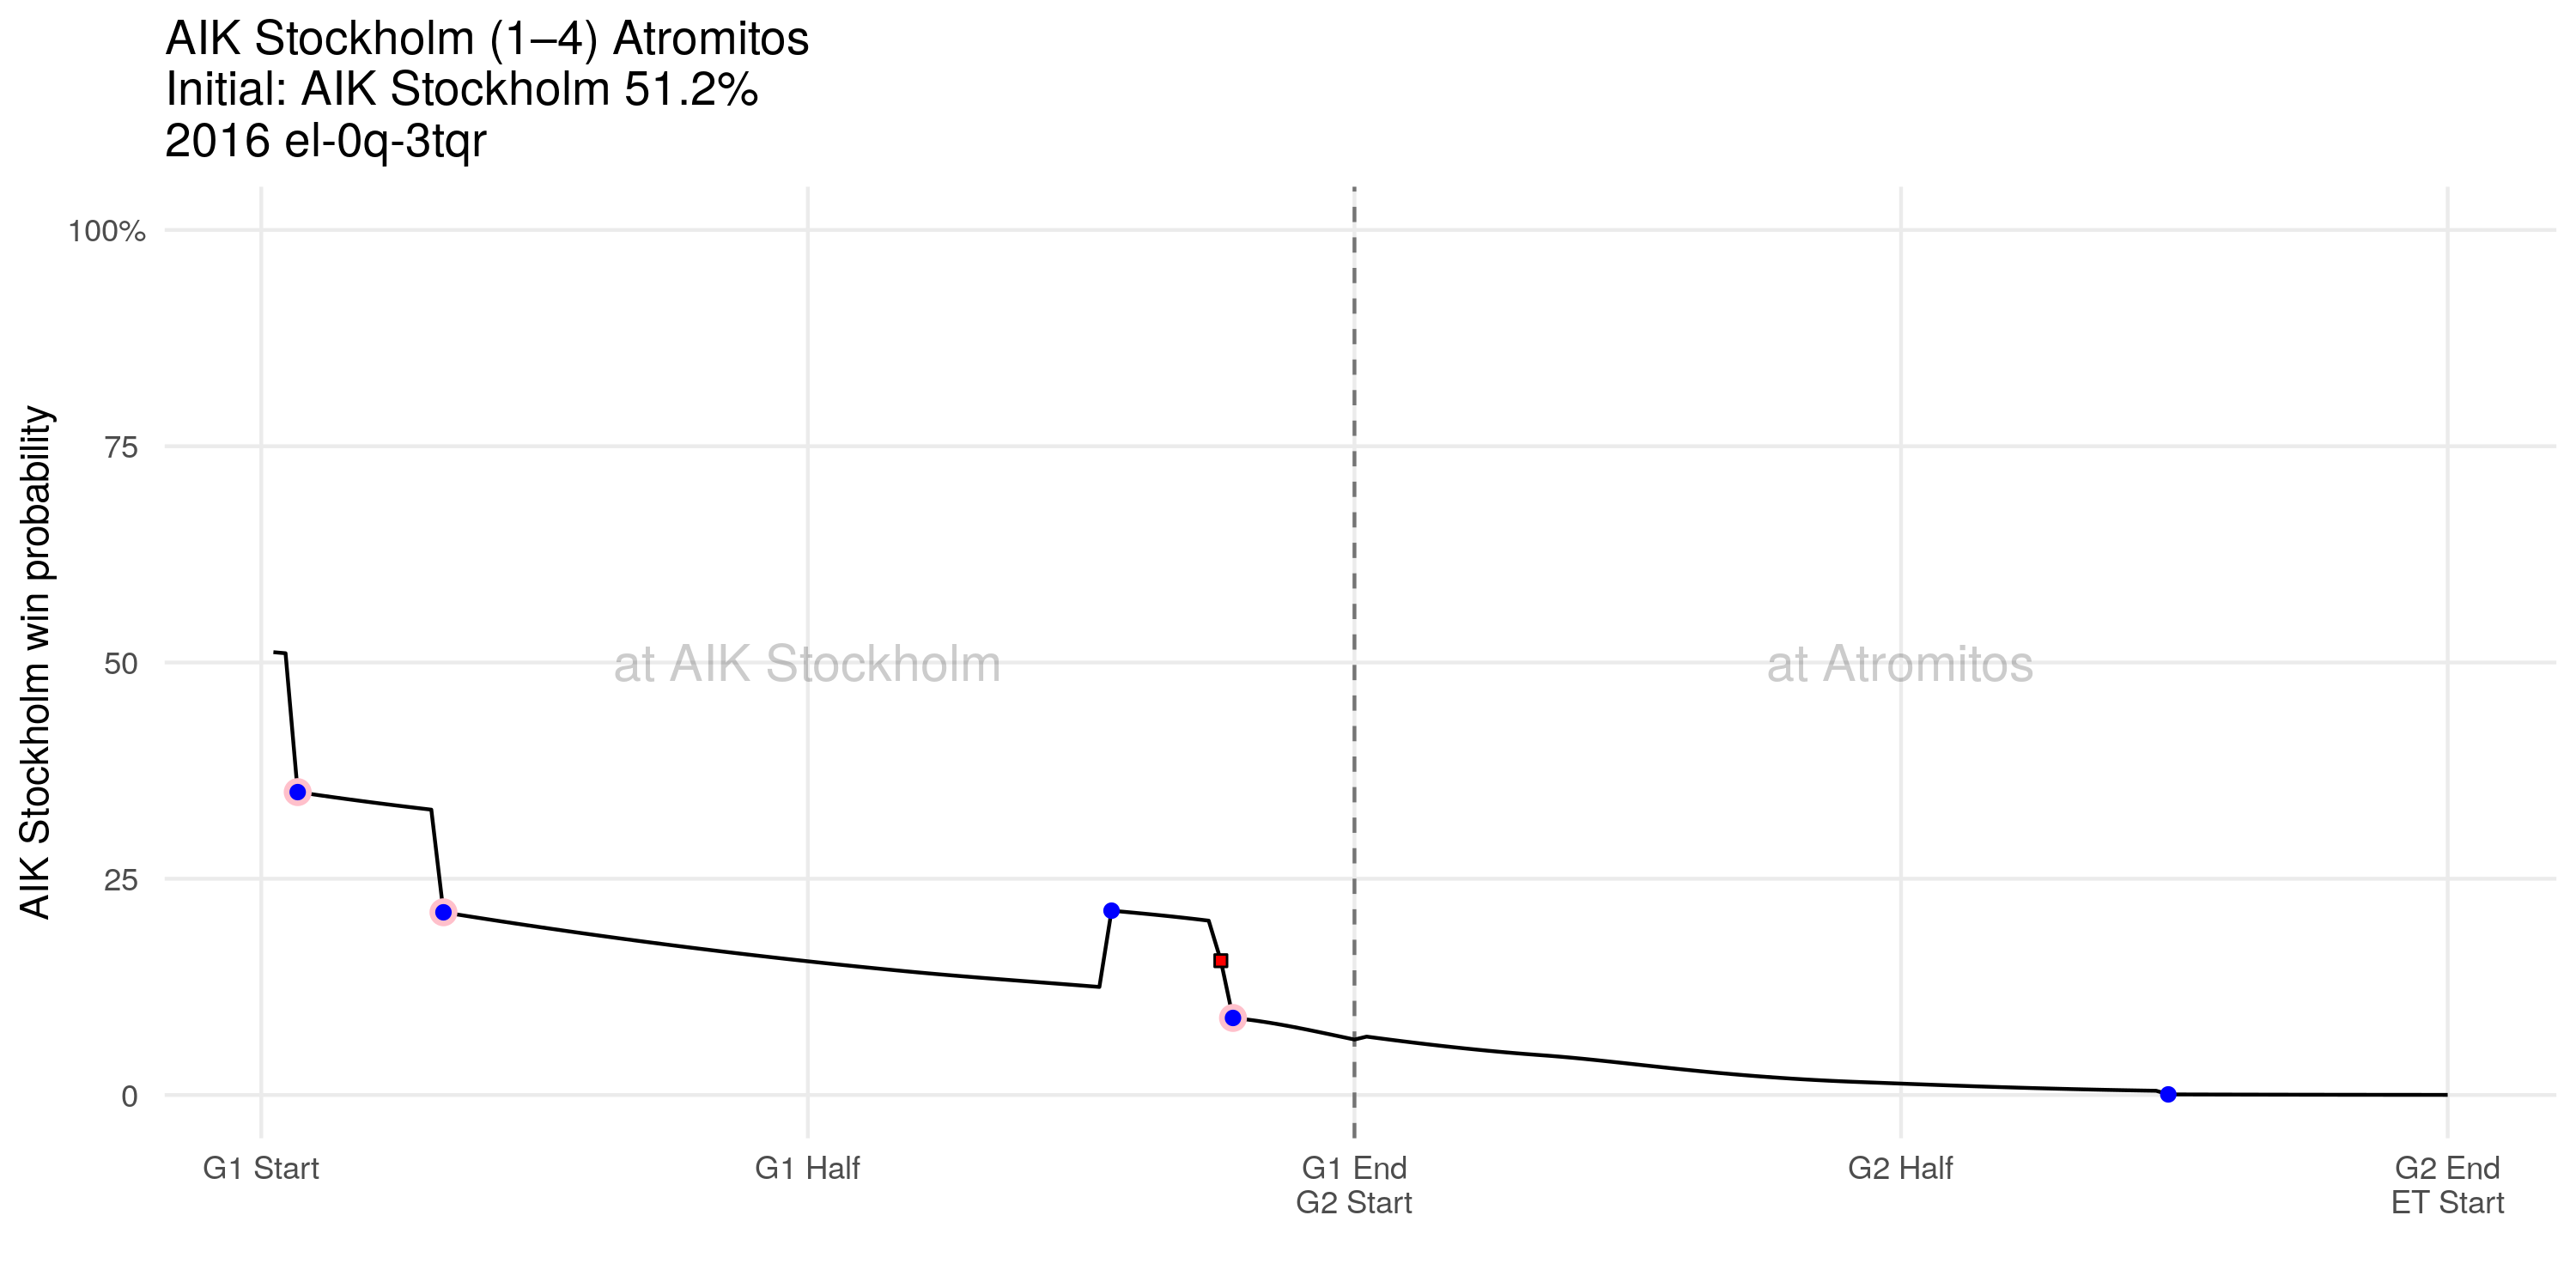 AIK Stockholm (1–4) Atromitos
Initial: AIK Stockholm 51.2%
2016 el-0q-3tqr
AIK Stockholm win probability
100%
75
50
25
0
at AIK Stockholm
at Atromitos
G1 Start
G1 Half
G1 End
G2 Start
G2 Half
G2 End
ET Start